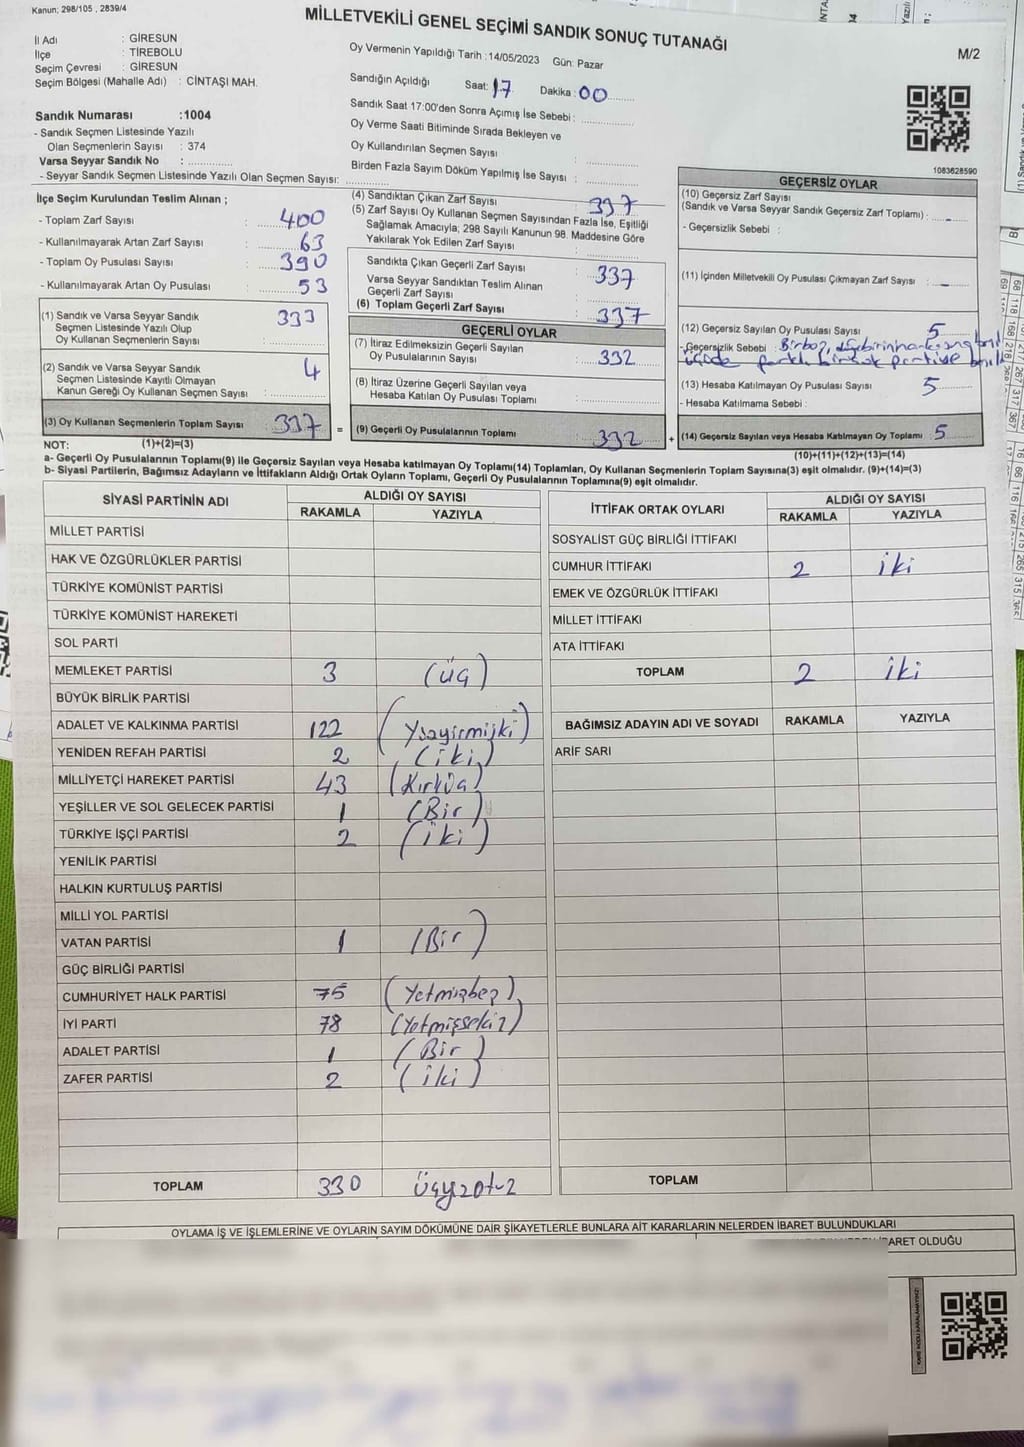 Kanun; 298/105 , 2839/4
MİLLETVEKİLİ GENEL SEÇİMİ SANDIK SONUÇ TUTANAĞI
M/2
İl Adı : GİRESUN
İlçe : TİREBOLU
Seçim Çevresi : GİRESUN
Seçim Bölgesi (Mahalle Adı) : CİNTAŞI MAH.
Oy Vermenin Yapıldığı Tarih :14/05/2023 Gün: Pazar
Sandığın Açıldığı Saat: 17 Dakika : 00
Sandık Saat 17:00'den Sonra Açımış İse Sebebi :
Oy Verme Saati Bitiminde Sırada Bekleyen ve
Oy Kullandırılan Seçmen Sayısı :
Birden Fazla Sayım Döküm Yapılmış İse Sayısı :
Sandık Numarası :1004
- Sandık Seçmen Listesinde Yazılı
Olan Seçmenlerin Sayısı : 374
Varsa Seyyar Sandık No :
- Seyyar Sandık Seçmen Listesinde Yazılı Olan Seçmen Sayısı:
1083628590
İlçe Seçim Kurulundan Teslim Alınan ;
- Toplam Zarf Sayısı : 400
- Kullanılmayarak Artan Zarf Sayısı : 63
- Toplam Oy Pusulası Sayısı : 390
- Kullanılmayarak Artan Oy Pusulası : 53
(1) Sandık ve Varsa Seyyar Sandık
Seçmen Listesinde Yazılı Olup
Oy Kullanan Seçmenlerin Sayısı : 333
(2) Sandık ve Varsa Seyyar Sandık
Seçmen Listesinde Kayıtlı Olmayan
Kanun Gereği Oy Kullanan Seçmen Sayısı : 4
(3) Oy Kullanan Seçmenlerin Toplam Sayısı 337 =
(4) Sandıktan Çıkan Zarf Sayısı : 337
(5) Zarf Sayısı Oy Kullanan Seçmen Sayısından Fazla İse, Eşitliği
Sağlamak Amacıyla; 298 Sayılı Kanunun 98. Maddesine Göre
Yakılarak Yok Edilen Zarf Sayısı :
Sandıkta Çıkan Geçerli Zarf Sayısı : 337
Varsa Seyyar Sandıktan Teslim Alınan
Geçerli Zarf Sayısı :
(6) Toplam Geçerli Zarf Sayısı : 337
GEÇERLİ OYLAR
(7) İtiraz Edilmeksizin Geçerli Sayılan
Oy Pusulalarının Sayısı : 332
(8) İtiraz Üzerine Geçerli Sayılan veya
Hesaba Katılan Oy Pusulası Toplamı :
(9) Geçerli Oy Pusulalarının Toplamı : 332 +
GEÇERSİZ OYLAR
(10) Geçersiz Zarf Sayısı
(Sandık ve Varsa Seyyar Sandık Geçersiz Zarf Toplamı) : -
- Geçersizlik Sebebi :
(11) İçinden Milletvekili Oy Pusulası Çıkmayan Zarf Sayısı : -
(12) Geçersiz Sayılan Oy Pusulası Sayısı : 5
- Geçersizlik Sebebi :
(13) Hesaba Katılmayan Oy Pusulası Sayısı : 5
- Hesaba Katılmama Sebebi :
(14) Geçersiz Sayılan veya Hesaba Katılmayan Oy Toplamı : 5
(10)+(11)+(12)+(13)=(14)
NOT: (1)+(2)=(3)
a- Geçerli Oy Pusulalarının Toplamı(9) ile Geçersiz Sayılan veya Hesaba katılmayan Oy Toplamı(14) Toplamları, Oy Kullanan Seçmenlerin Toplam Sayısına(3) eşit olmalıdır. (9)+(14)=(3)
b- Siyasi Partilerin, Bağımsız Adayların ve İttifakların Aldığı Ortak Oyların Toplamı, Geçerli Oy Pusulalarının Toplamına(9) eşit olmalıdır.
SİYASİ PARTİNİN ADI ALDIĞI OY SAYISI
RAKAMLA YAZIYLA
MİLLET PARTİSİ
HAK VE ÖZGÜRLÜKLER PARTİSİ
TÜRKİYE KOMÜNİST PARTİSİ
TÜRKİYE KOMÜNİST HAREKETİ
SOL PARTİ
MEMLEKET PARTİSİ 3 (üç)
BÜYÜK BİRLİK PARTİSİ
ADALET VE KALKINMA PARTİSİ 122
YENİDEN REFAH PARTİSİ 2 (iki)
MİLLİYETÇİ HAREKET PARTİSİ 43 (Kırküç)
YEŞİLLER VE SOL GELECEK PARTİSİ 1 (Bir)
TÜRKİYE İŞÇİ PARTİSİ 2 (iki)
YENİLİK PARTİSİ
HALKIN KURTULUŞ PARTİSİ
MİLLİ YOL PARTİSİ
VATAN PARTİSİ 1 (Bir)
GÜÇ BİRLİĞİ PARTİSİ
CUMHURİYET HALK PARTİSİ 75 (Yetmişbeş)
İYİ PARTİ 78 (Yetmişsekiz)
ADALET PARTİSİ 1 (Bir)
ZAFER PARTİSİ 2 (iki)
TOPLAM 330 Üçyzotuz
İTTİFAK ORTAK OYLARI ALDIĞI OY SAYISI
RAKAMLA YAZIYLA
SOSYALİST GÜÇ BİRLİĞİ İTTİFAKI
CUMHUR İTTİFAKI 2 iki
EMEK VE ÖZGÜRLÜK İTTİFAKI
MİLLET İTTİFAKI
ATA İTTİFAKI
TOPLAM 2 iki
BAĞIMSIZ ADAYIN ADI VE SOYADI RAKAMLA YAZIYLA
ARİF SARI
TOPLAM
OYLAMA İŞ VE İŞLEMLERİNE VE OYLARIN SAYIM DÖKÜMÜNE DAİR ŞİKAYETLERLE BUNLARA AİT KARARLARIN NELERDEN İBARET BULUNDUKLARI
İBARET OLDUĞU